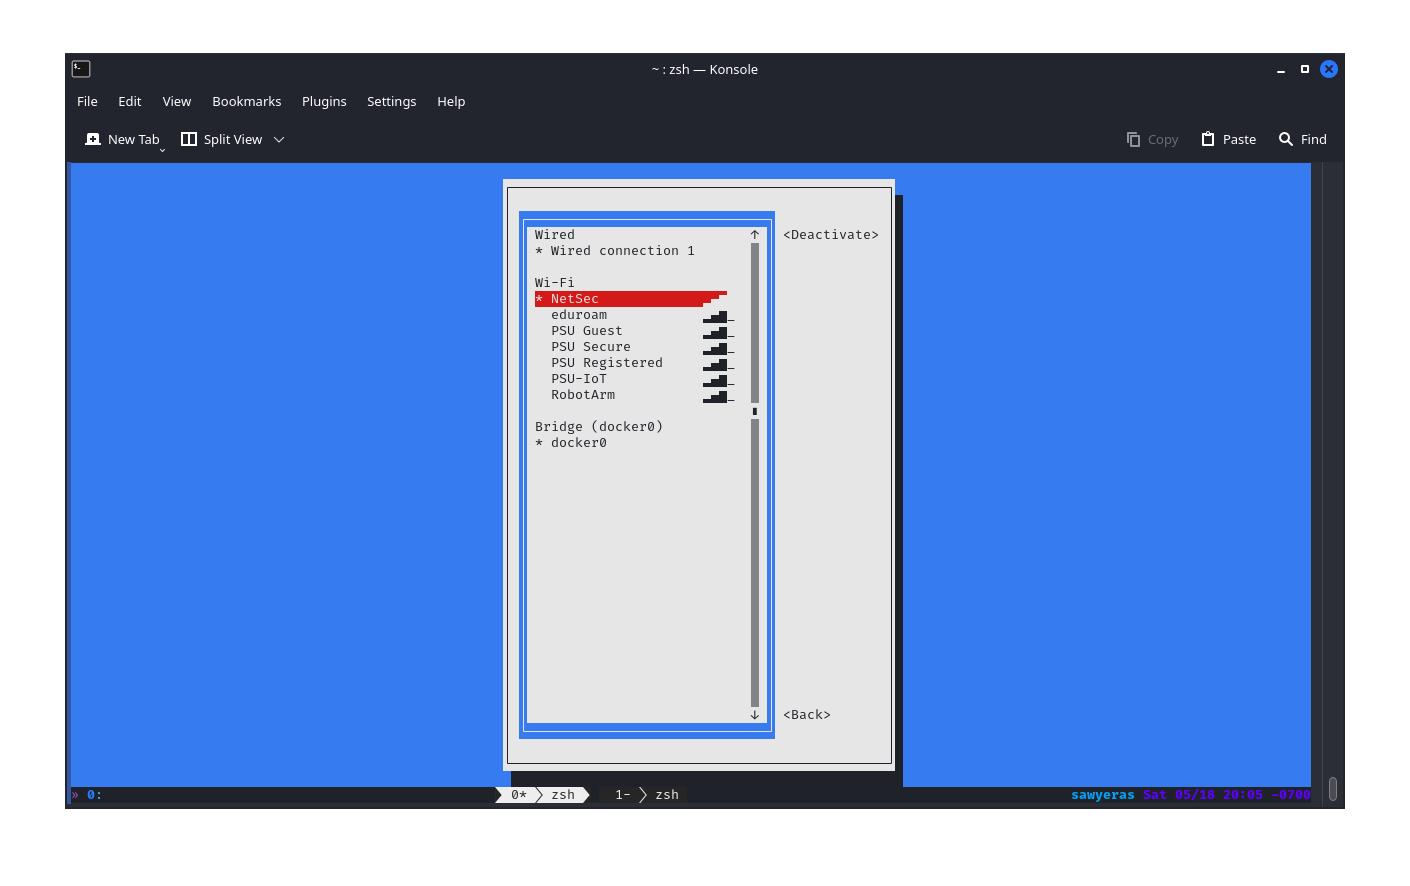 ~ : zsh — Konsole
File Edit View Bookmarks Plugins Settings Help
New Tab Split View Copy Paste Find
Wired <Deactivate>
* Wired connection 1
Wi-Fi
* NetSec
eduroam
PSU Guest
PSU Secure
PSU Registered
PSU-IoT
RobotArm
Bridge (docker0)
* docker0
<Back>
» 0: 0* zsh 1- zsh sawyeras Sat 05/18 20:05 -0700